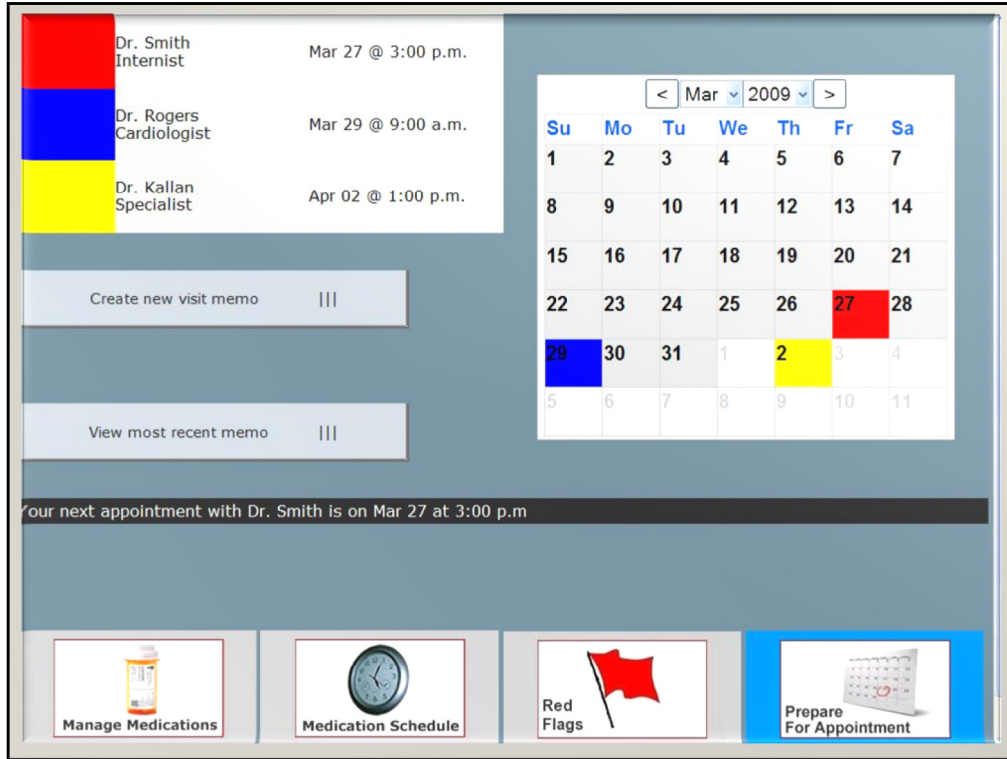 Dr. Smith
Internist
Mar 27 @ 3:00 p.m.
Dr. Rogers
Cardiologist
Mar 29 @ 9:00 a.m.
Dr. Kallan
Specialist
Apr 02 @ 1:00 p.m.
Create new visit memo |||
View most recent memo |||
< Mar 2009 >
Su Mo Tu We Th Fr Sa
1 2 3 4 5 6 7
8 9 10 11 12 13 14
15 16 17 18 19 20 21
22 23 24 25 26 27 28
29 30 31 1 2 3 4
5 6 7 8 9 10 11
Your next appointment with Dr. Smith is on Mar 27 at 3:00 p.m
Manage Medications
Medication Schedule
Red
Flags
Prepare
For Appointment